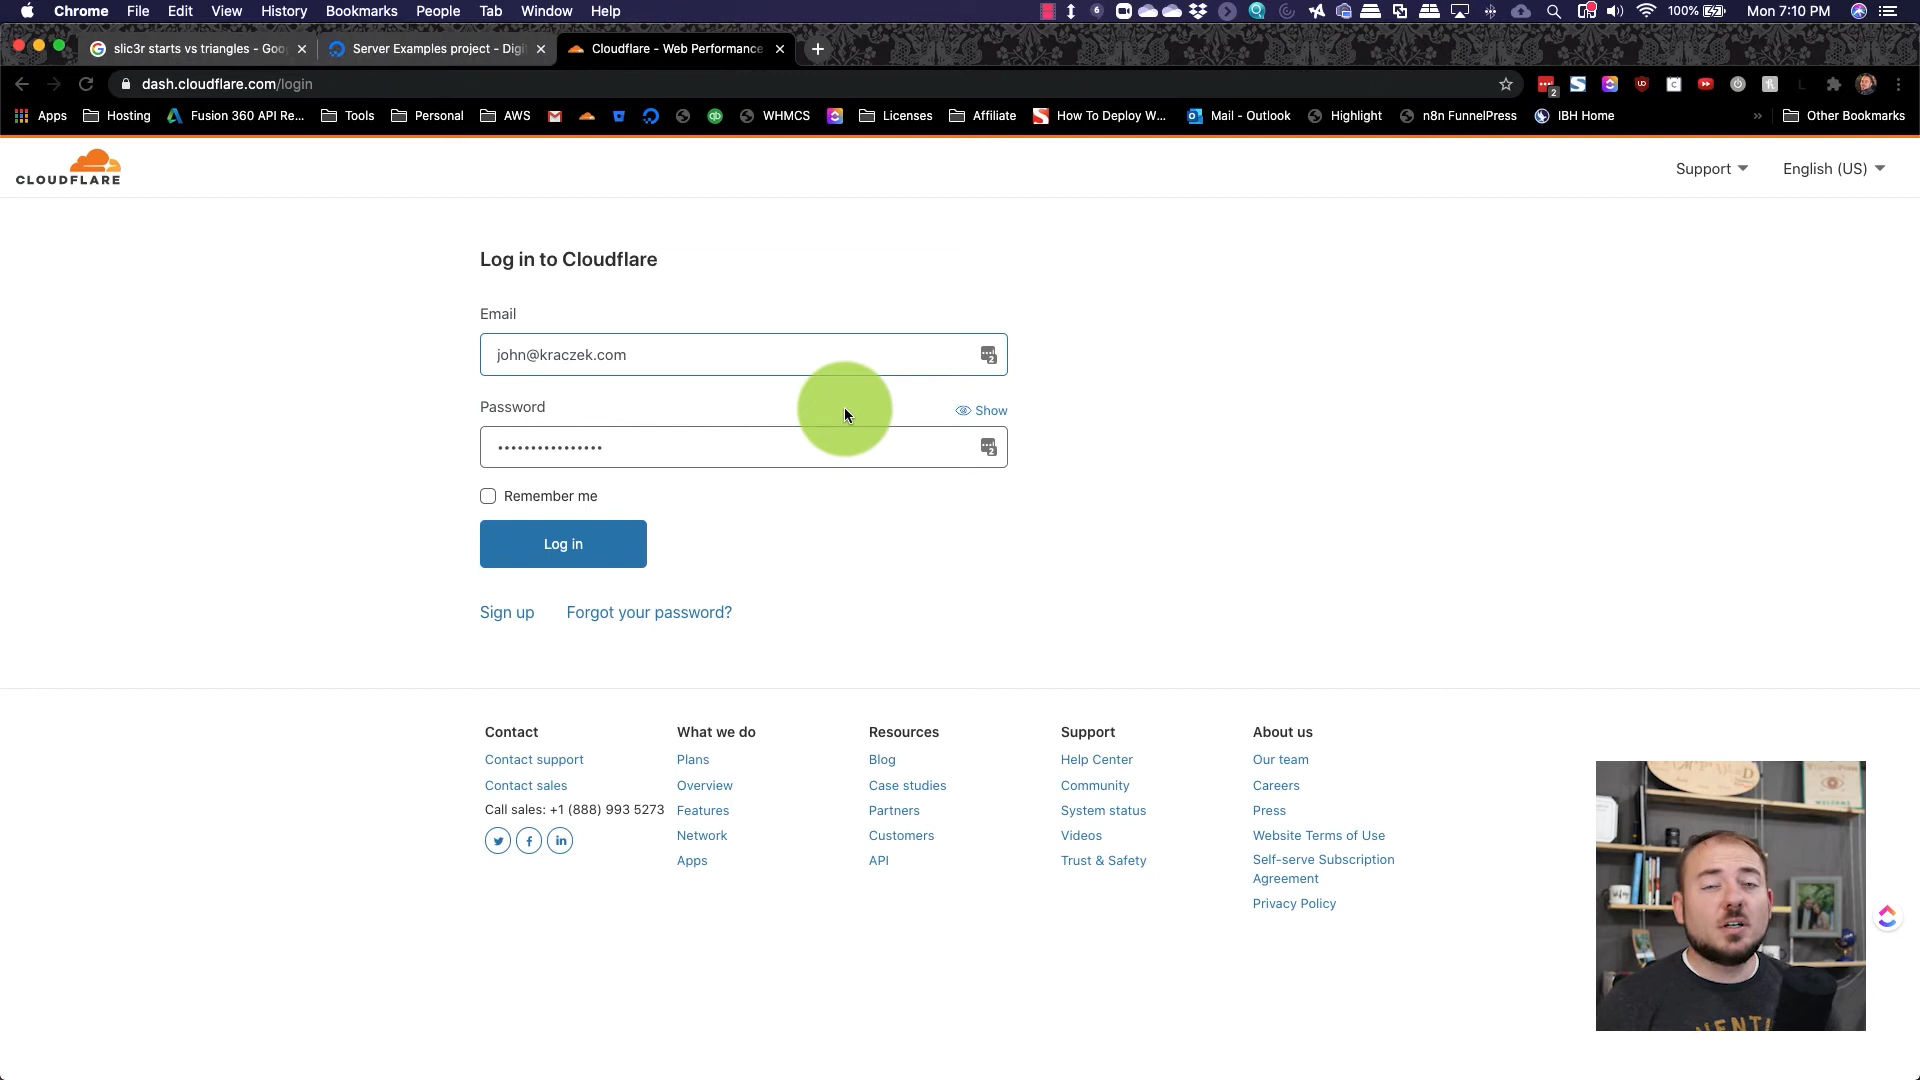 Chrome File Edit View History Bookmarks People Tab Window Help
6
100%
Mon 7:10 PM
slic3r starts vs triangles - Goo
Server Examples project - Digi
Cloudflare - Web Performance
dash.cloudflare.com/login
2
Apps
Hosting
Fusion 360 API Re...
Tools
Personal
AWS
WHMCS
Licenses
Affiliate
How To Deploy W...
Mail - Outlook
Highlight
n8n FunnelPress
IBH Home
»
Other Bookmarks
CLOUDFLARE
Support
English (US)
Log in to Cloudflare
Email
john@kraczek.com
2
Password
Show
2
Remember me
Log in
Sign up
Forgot your password?
Contact
Contact support
Contact sales
Call sales: +1 (888) 993 5273
What we do
Plans
Overview
Features
Network
Apps
Resources
Blog
Case studies
Partners
Customers
API
Support
Help Center
Community
System status
Videos
Trust & Safety
About us
Our team
Careers
Press
Website Terms of Use
Self-serve Subscription
Agreement
Privacy Policy